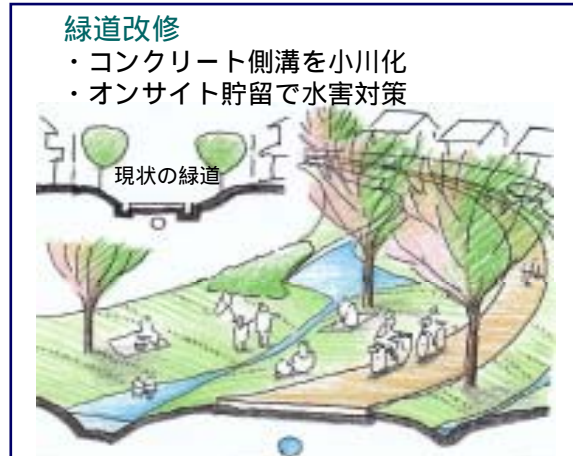 緑道改修
・コンクリート側溝を小川化
・オンサイト貯留で水害対策
現状の緑道